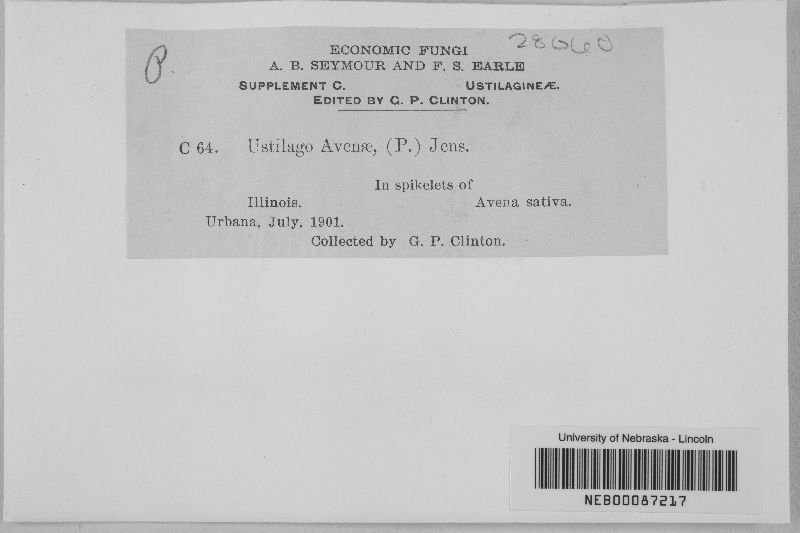 P.
28060
ECONOMIC FUNGI
A. B. SEYMOUR AND F. S. EARLE
SUPPLEMENT C. USTILAGINEÆ.
EDITED BY G. P. CLINTON.
C 64. Ustilago Avenæ, (P.) Jens.
In spikelets of
Illinois. Avena sativa.
Urbana, July, 1901.
Collected by G. P. Clinton.
University of Nebraska - Lincoln
NEB00087217